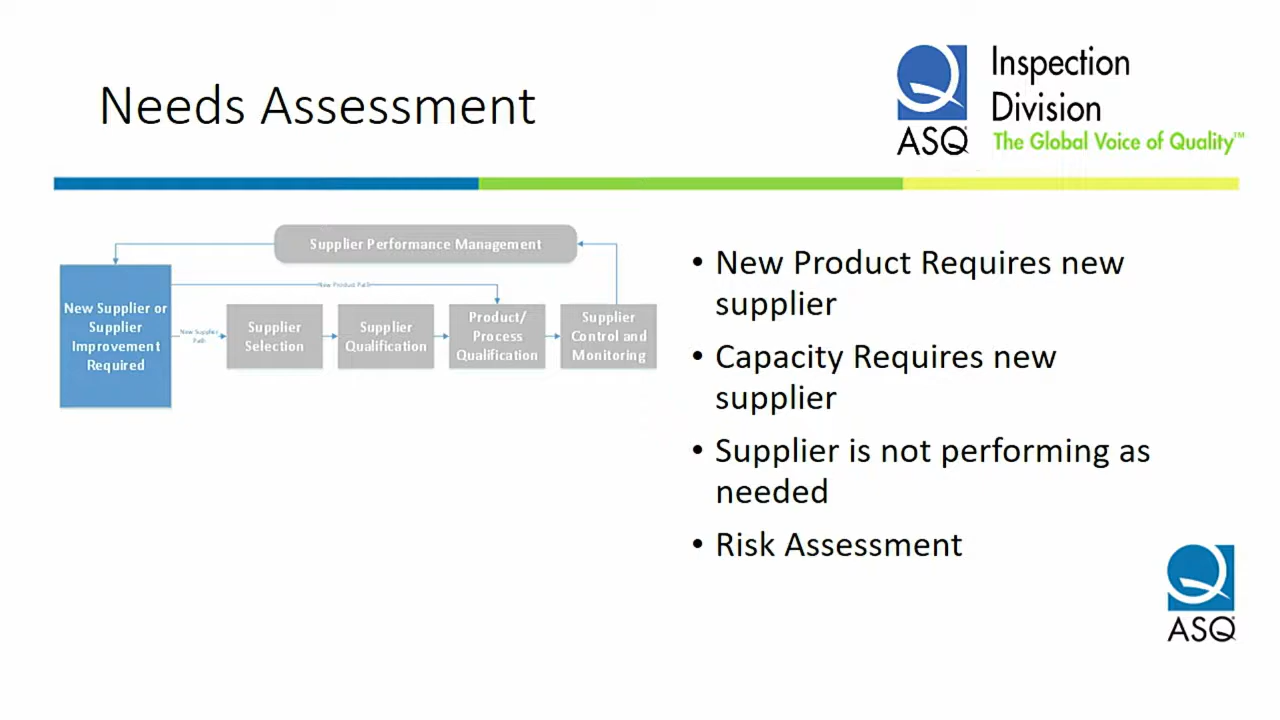 Needs Assessment
Inspection
Division
ASQ
The Global Voice of Quality™
Supplier Performance Management
New Product Path
New Supplier or
Supplier
Improvement
Required
New Supplier
Path
Supplier
Selection
Supplier
Qualification
Product/
Process
Qualification
Supplier
Control and
Monitoring
• New Product Requires new
supplier
• Capacity Requires new
supplier
• Supplier is not performing as
needed
• Risk Assessment
ASQ